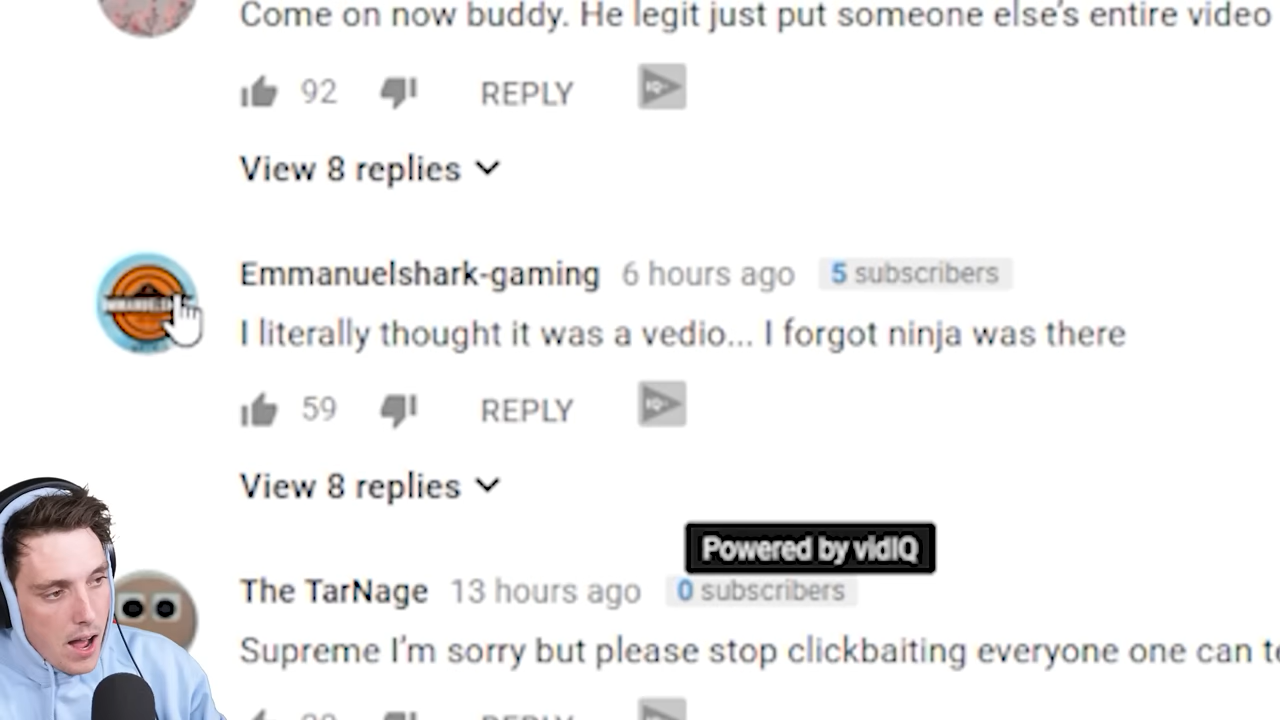 Come on now buddy. He legit just put someone else's entire video
92 REPLY
View 8 replies
Emmanuelshark-gaming 6 hours ago 5 subscribers
I literally thought it was a vedio... I forgot ninja was there
59 REPLY
View 8 replies
Powered by vidIQ
The TarNage 13 hours ago 0 subscribers
Supreme I'm sorry but please stop clickbaiting everyone one can
REPLY